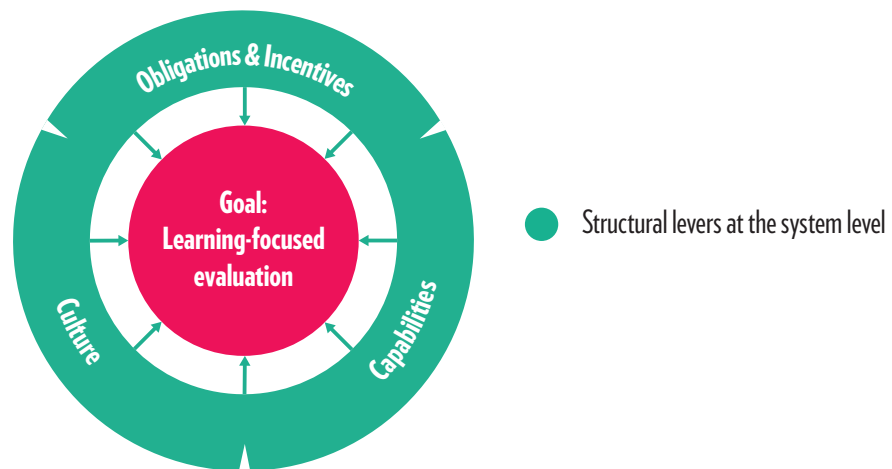 Obligations & Incentives
Goal:
Learning-focused
evaluation
Culture
Capabilities
Structural levers at the system level